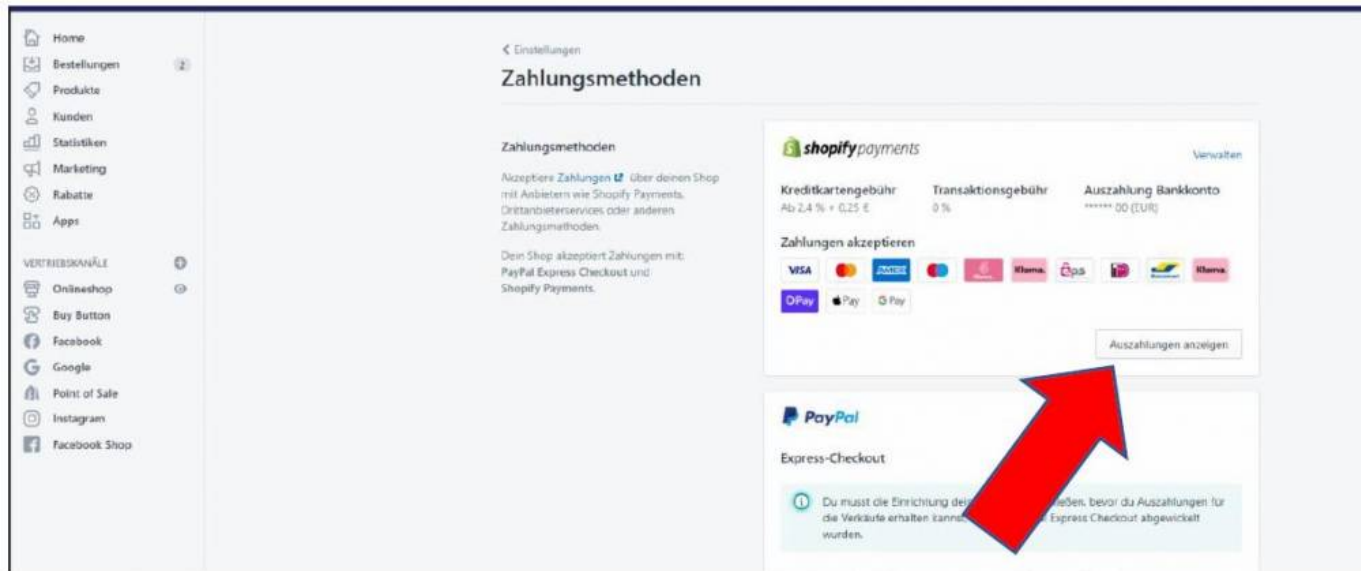 Home
Bestellungen 2
Produkte
Kunden
Statistiken
Marketing
Rabatte
Apps
VERTRIEBSKANÄLE
Onlineshop
Buy Button
Facebook
Google
Point of Sale
Instagram
Facebook Shop
Einstellungen
Zahlungsmethoden
Zahlungsmethoden
Akzeptiere Zahlungen über deinen Shop
mit Anbietern wie Shopify Payments,
Drittanbieterservices oder anderen
Zahlungsmethoden.
Dein Shop akzeptiert Zahlungen mit:
PayPal Express Checkout und
Shopify Payments.
shopify payments
Verwalten
Kreditkartengebühr Transaktionsgebühr Auszahlung Bankkonto
Ab 2,4 % + 0,25 € 0 % ****** 00 (EUR)
Zahlungen akzeptieren
VISA AMEX Klarna. eps Klarna.
Pay Pay G Pay
Auszahlungen anzeigen
PayPal
Express-Checkout
Du musst die Einrichtung bevor du Auszahlungen für
die Verkäufe erhalten kannst, Express Checkout abgewickelt
wurden.